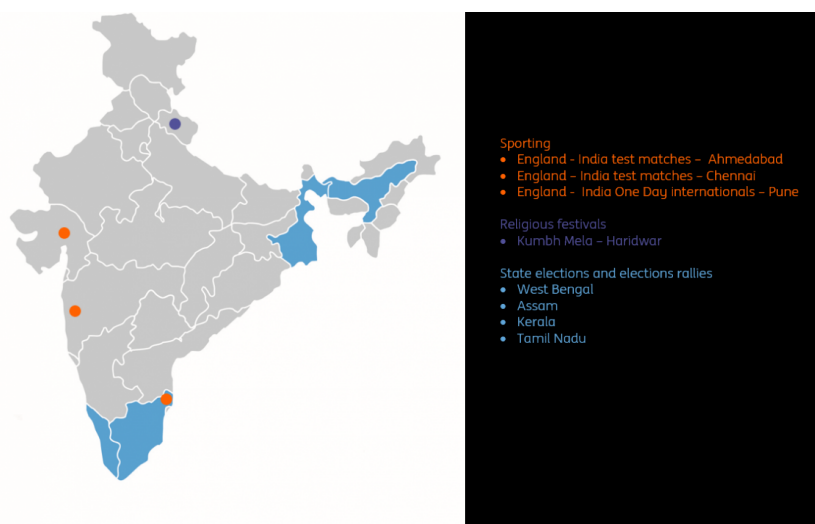 Sporting
• England - India test matches – Ahmedabad
• England – India test matches – Chennai
• England - India One Day internationals – Pune
Religious festivals
• Kumbh Mela – Haridwar
State elections and elections rallies
• West Bengal
• Assam
• Kerala
• Tamil Nadu